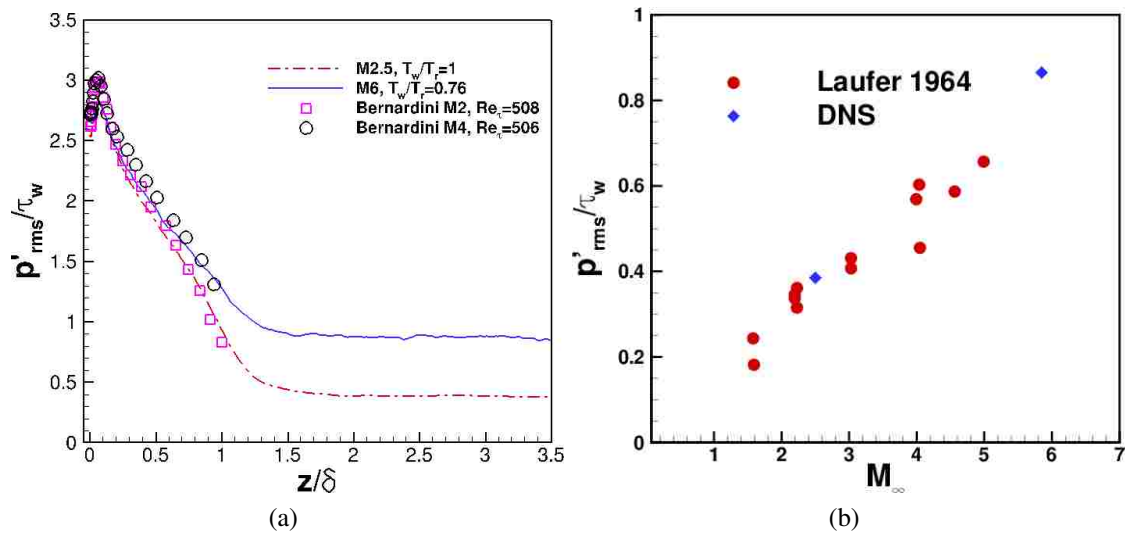 3.5
3
2.5
2
1.5
1
0.5
0
p'rms/τw
0 0.5 1 1.5 2 2.5 3 3.5
z/δ
M2.5, Tw/Tr=1
M6, Tw/Tr=0.76
Bernardini M2, Reτ=508
Bernardini M4, Reτ=506
(a)
1
0.8
0.6
0.4
0.2
0
p'rms/τw
1 2 3 4 5 6 7
M∞
Laufer 1964
DNS
(b)